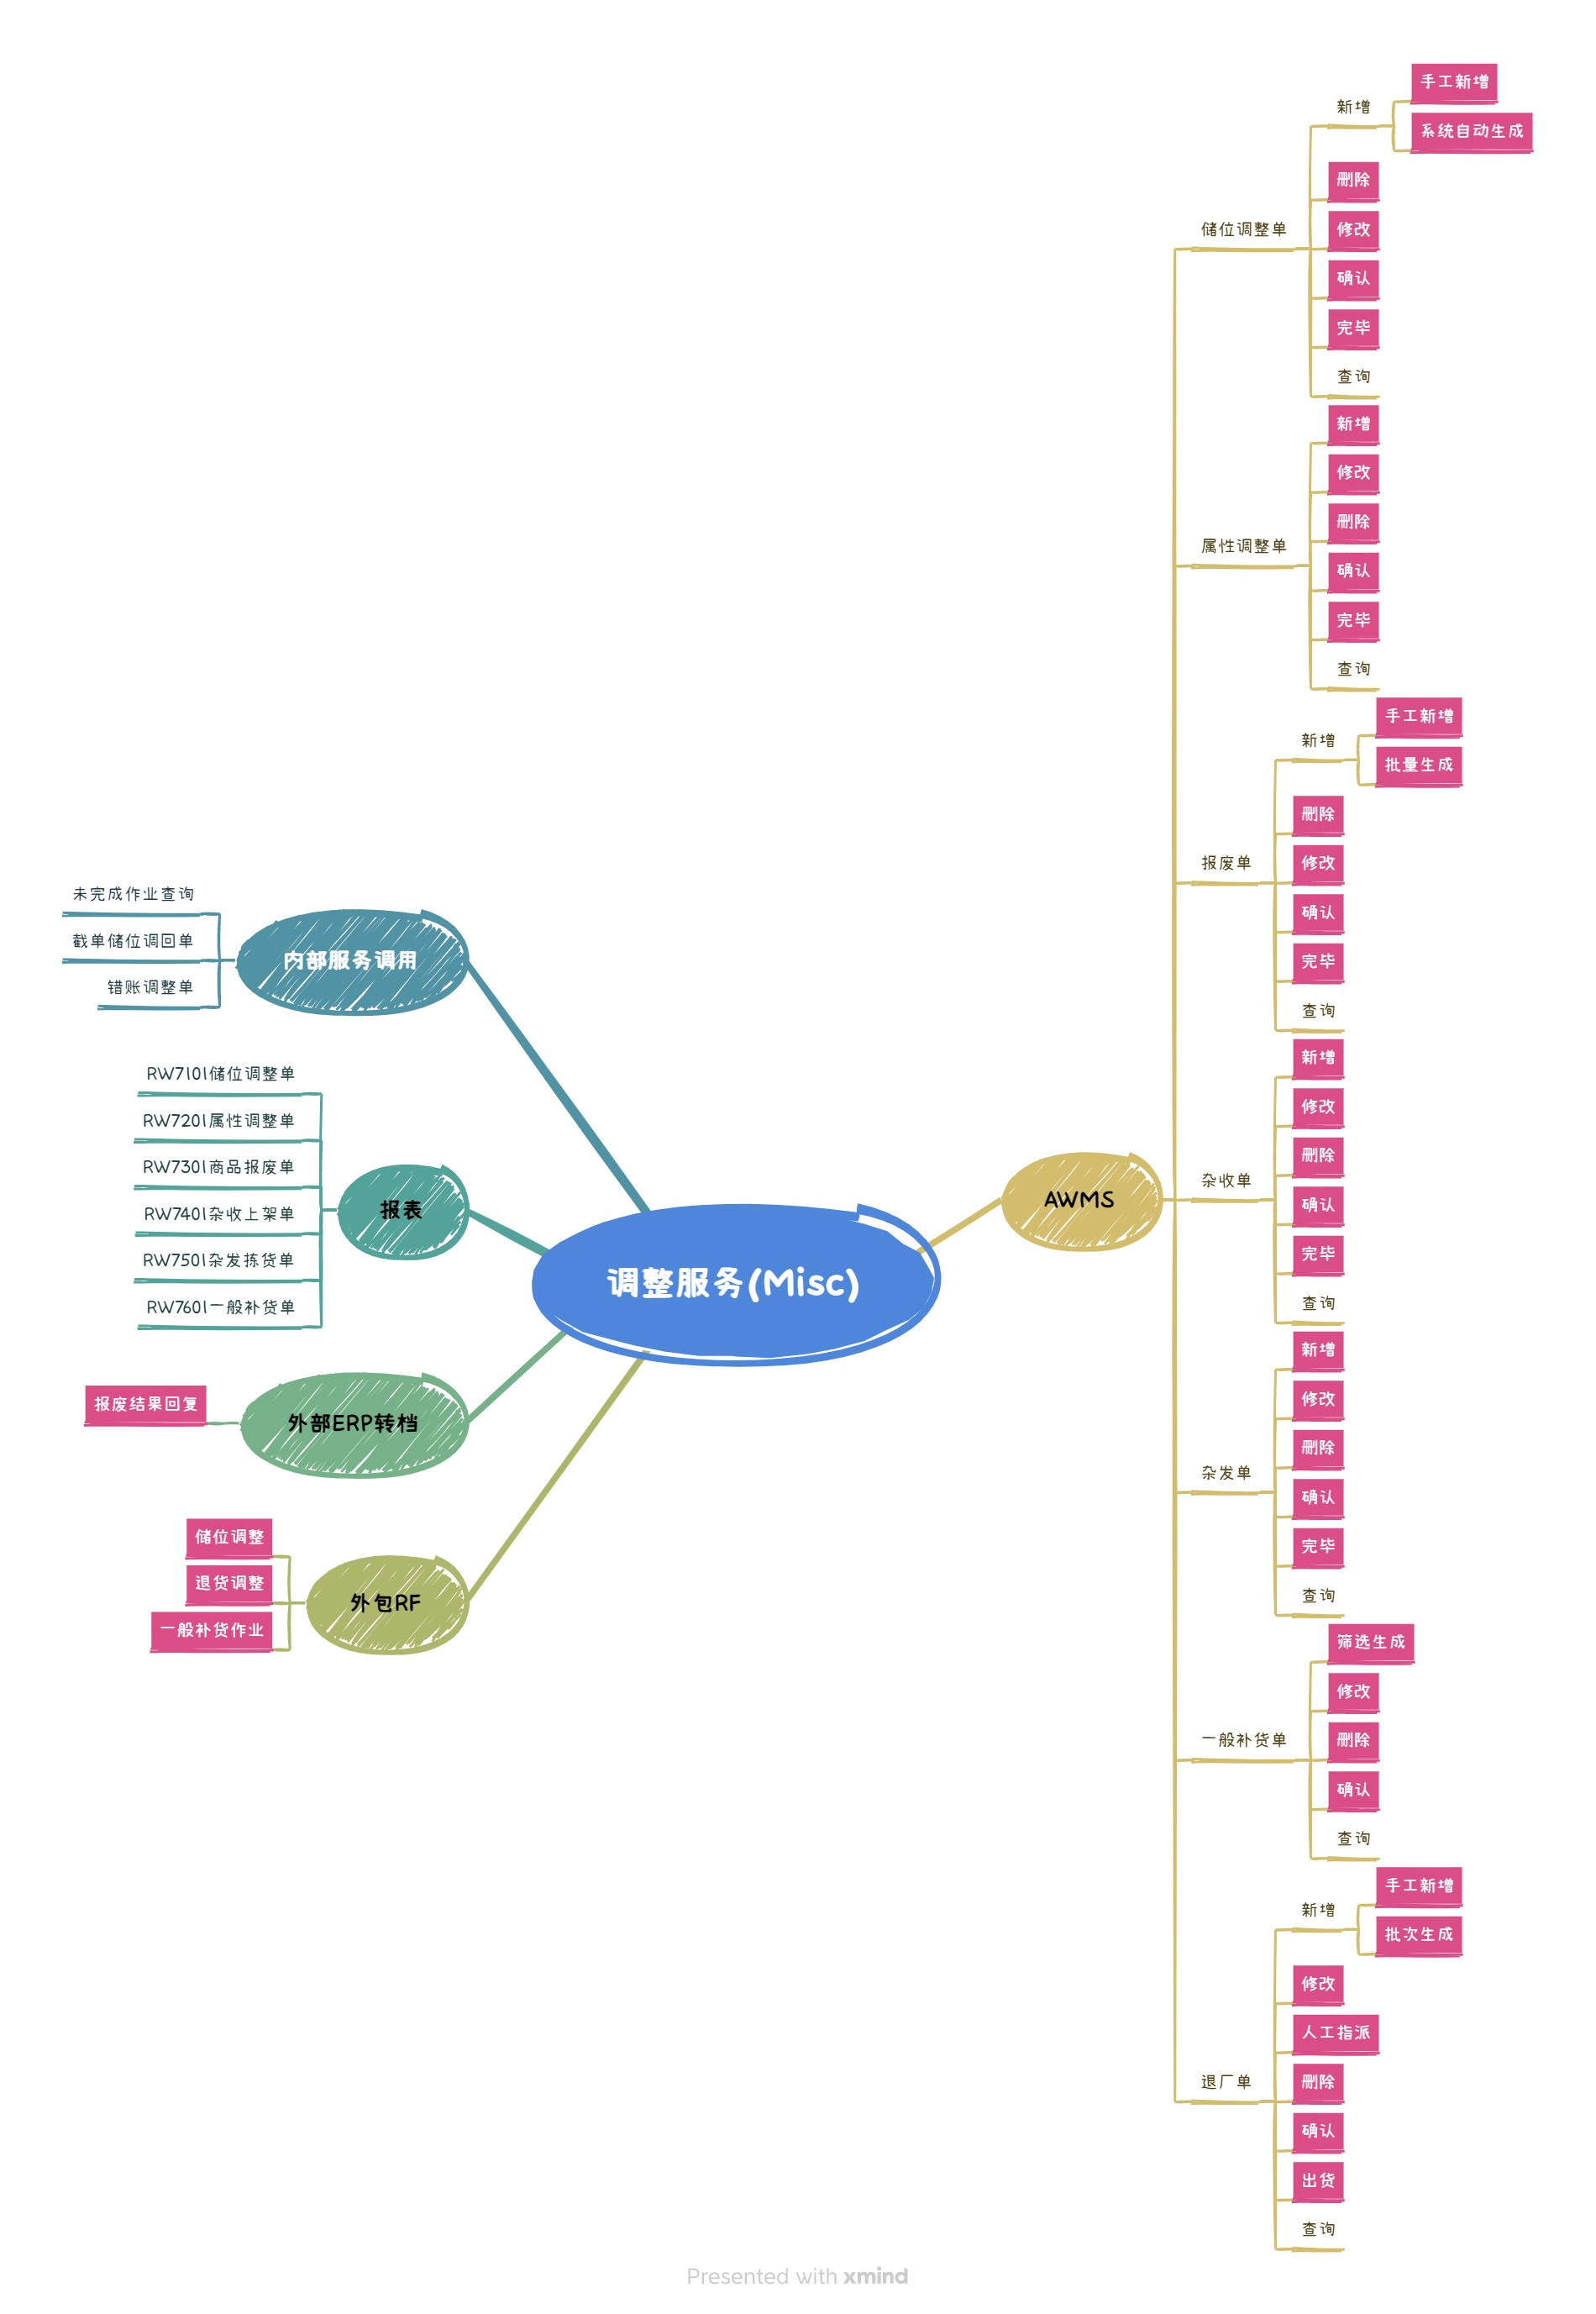 调整服务(Misc)
AWMS
储位调整单
新增
手工新增
系统自动生成
删除
修改
确认
完毕
查询
属性调整单
新增
修改
删除
确认
完毕
查询
报废单
新增
手工新增
批量生成
删除
修改
确认
完毕
查询
杂收单
新增
修改
删除
确认
完毕
查询
杂发单
新增
修改
删除
确认
完毕
查询
一般补货单
筛选生成
修改
删除
确认
查询
退厂单
新增
手工新增
批次生成
修改
人工指派
删除
确认
出货
查询
内部服务调用
未完成作业查询
截单储位调回单
错账调整单
报表
RW7101储位调整单
RW7201属性调整单
RW7301商品报废单
RW7401杂收上架单
RW7501杂发拣货单
RW7601一般补货单
外部ERP转档
报废结果回复
外包RF
储位调整
退货调整
一般补货作业
Presented with xmind